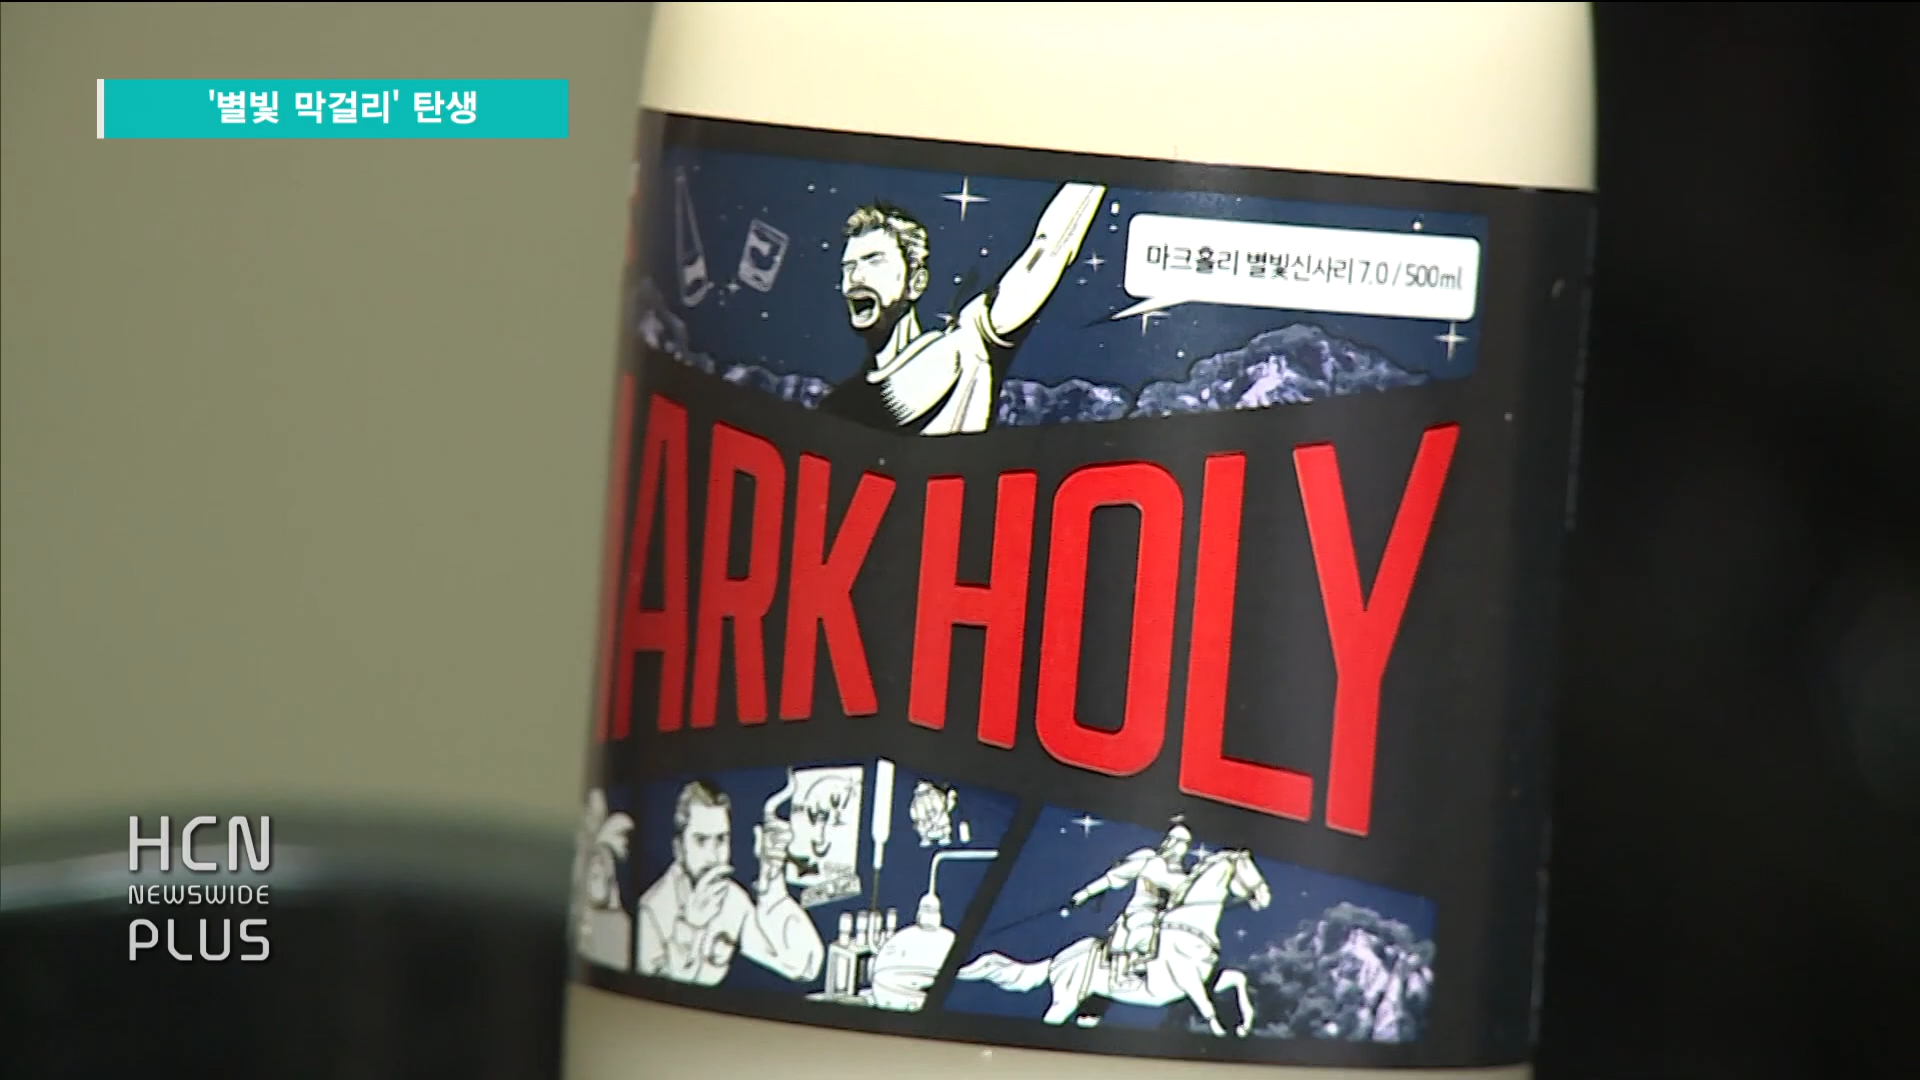 '별빛 막걸리' 탄생
마크홀리 별빛신사리 7.0 / 500ml
MARK HOLY
HCN
NEWSWIDE
PLUS